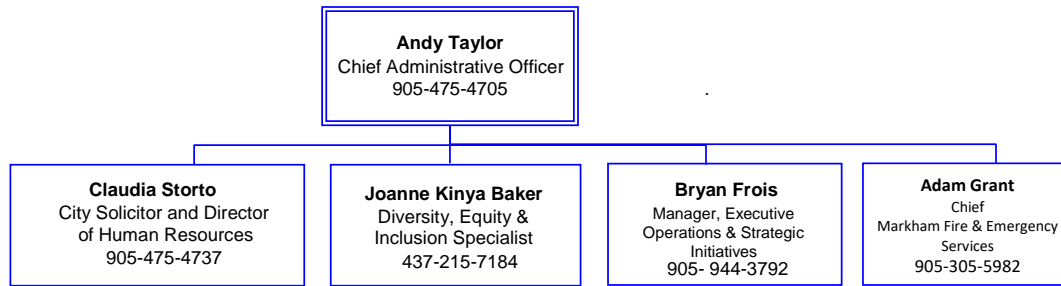 Andy Taylor
Chief Administrative Officer
905-475-4705
.
Claudia Storto
City Solicitor and Director
of Human Resources
905-475-4737
Joanne Kinya Baker
Diversity, Equity &
Inclusion Specialist
437-215-7184
Bryan Frois
Manager, Executive
Operations & Strategic
Initiatives
905- 944-3792
Adam Grant
Chief
Markham Fire & Emergency
Services
905-305-5982